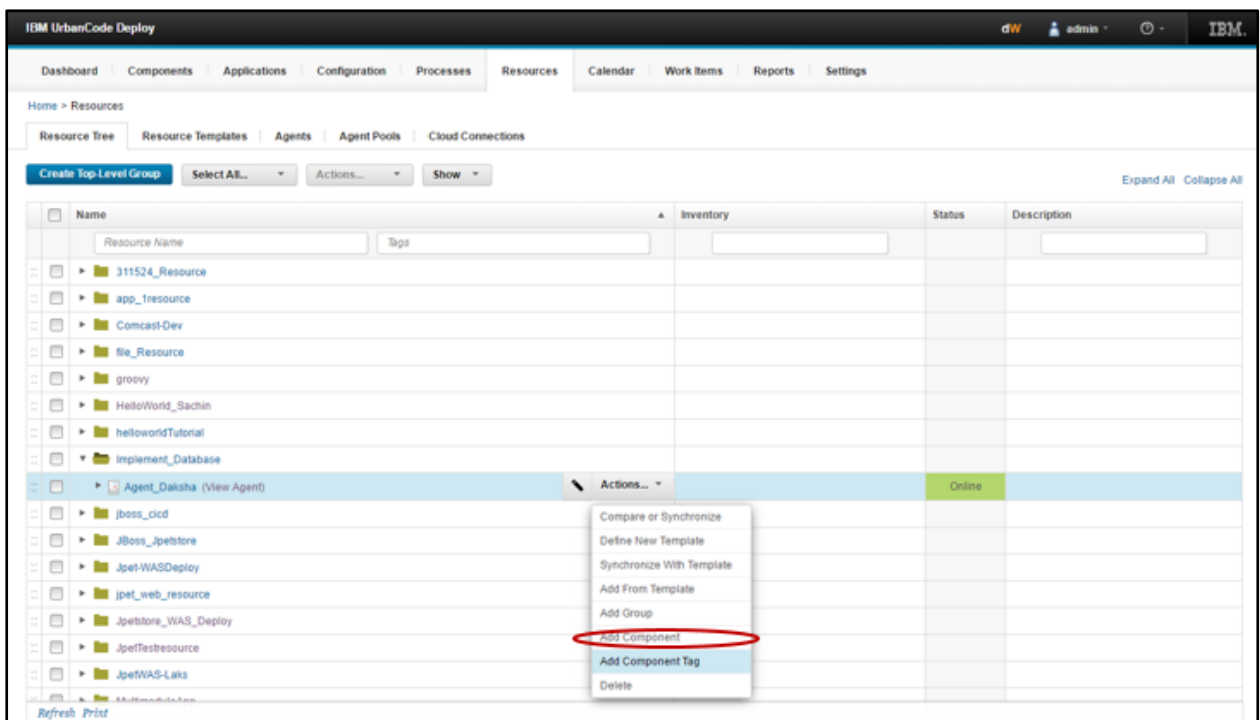 IBM UrbanCode Deploy dW admin IBM.
Dashboard Components Applications Configuration Processes Resources Calendar Work Items Reports Settings
Home > Resources
Resource Tree Resource Templates Agents Agent Pools Cloud Connections
Create Top-Level Group Select All... Actions... Show
Expand All Collapse All
Name Inventory Status Description
Resource Name Tags
311524_Resource
app_1resource
Comcast-Dev
file_Resource
groovy
HelloWorld_Sachin
helloworldTutorial
Implement_Database
Agent_Daksha (View Agent) Actions... Online
jboss_cicd
Compare or Synchronize
JBoss_Jpetstore
Define New Template
Jpet-WASDeploy
Synchronize With Template
jpet_web_resource
Add From Template
Jpetstore_WAS_Deploy
Add Group
JpetTestresource
Add Component
JpetWAS-Laks
Add Component Tag
Delete
Refresh Print